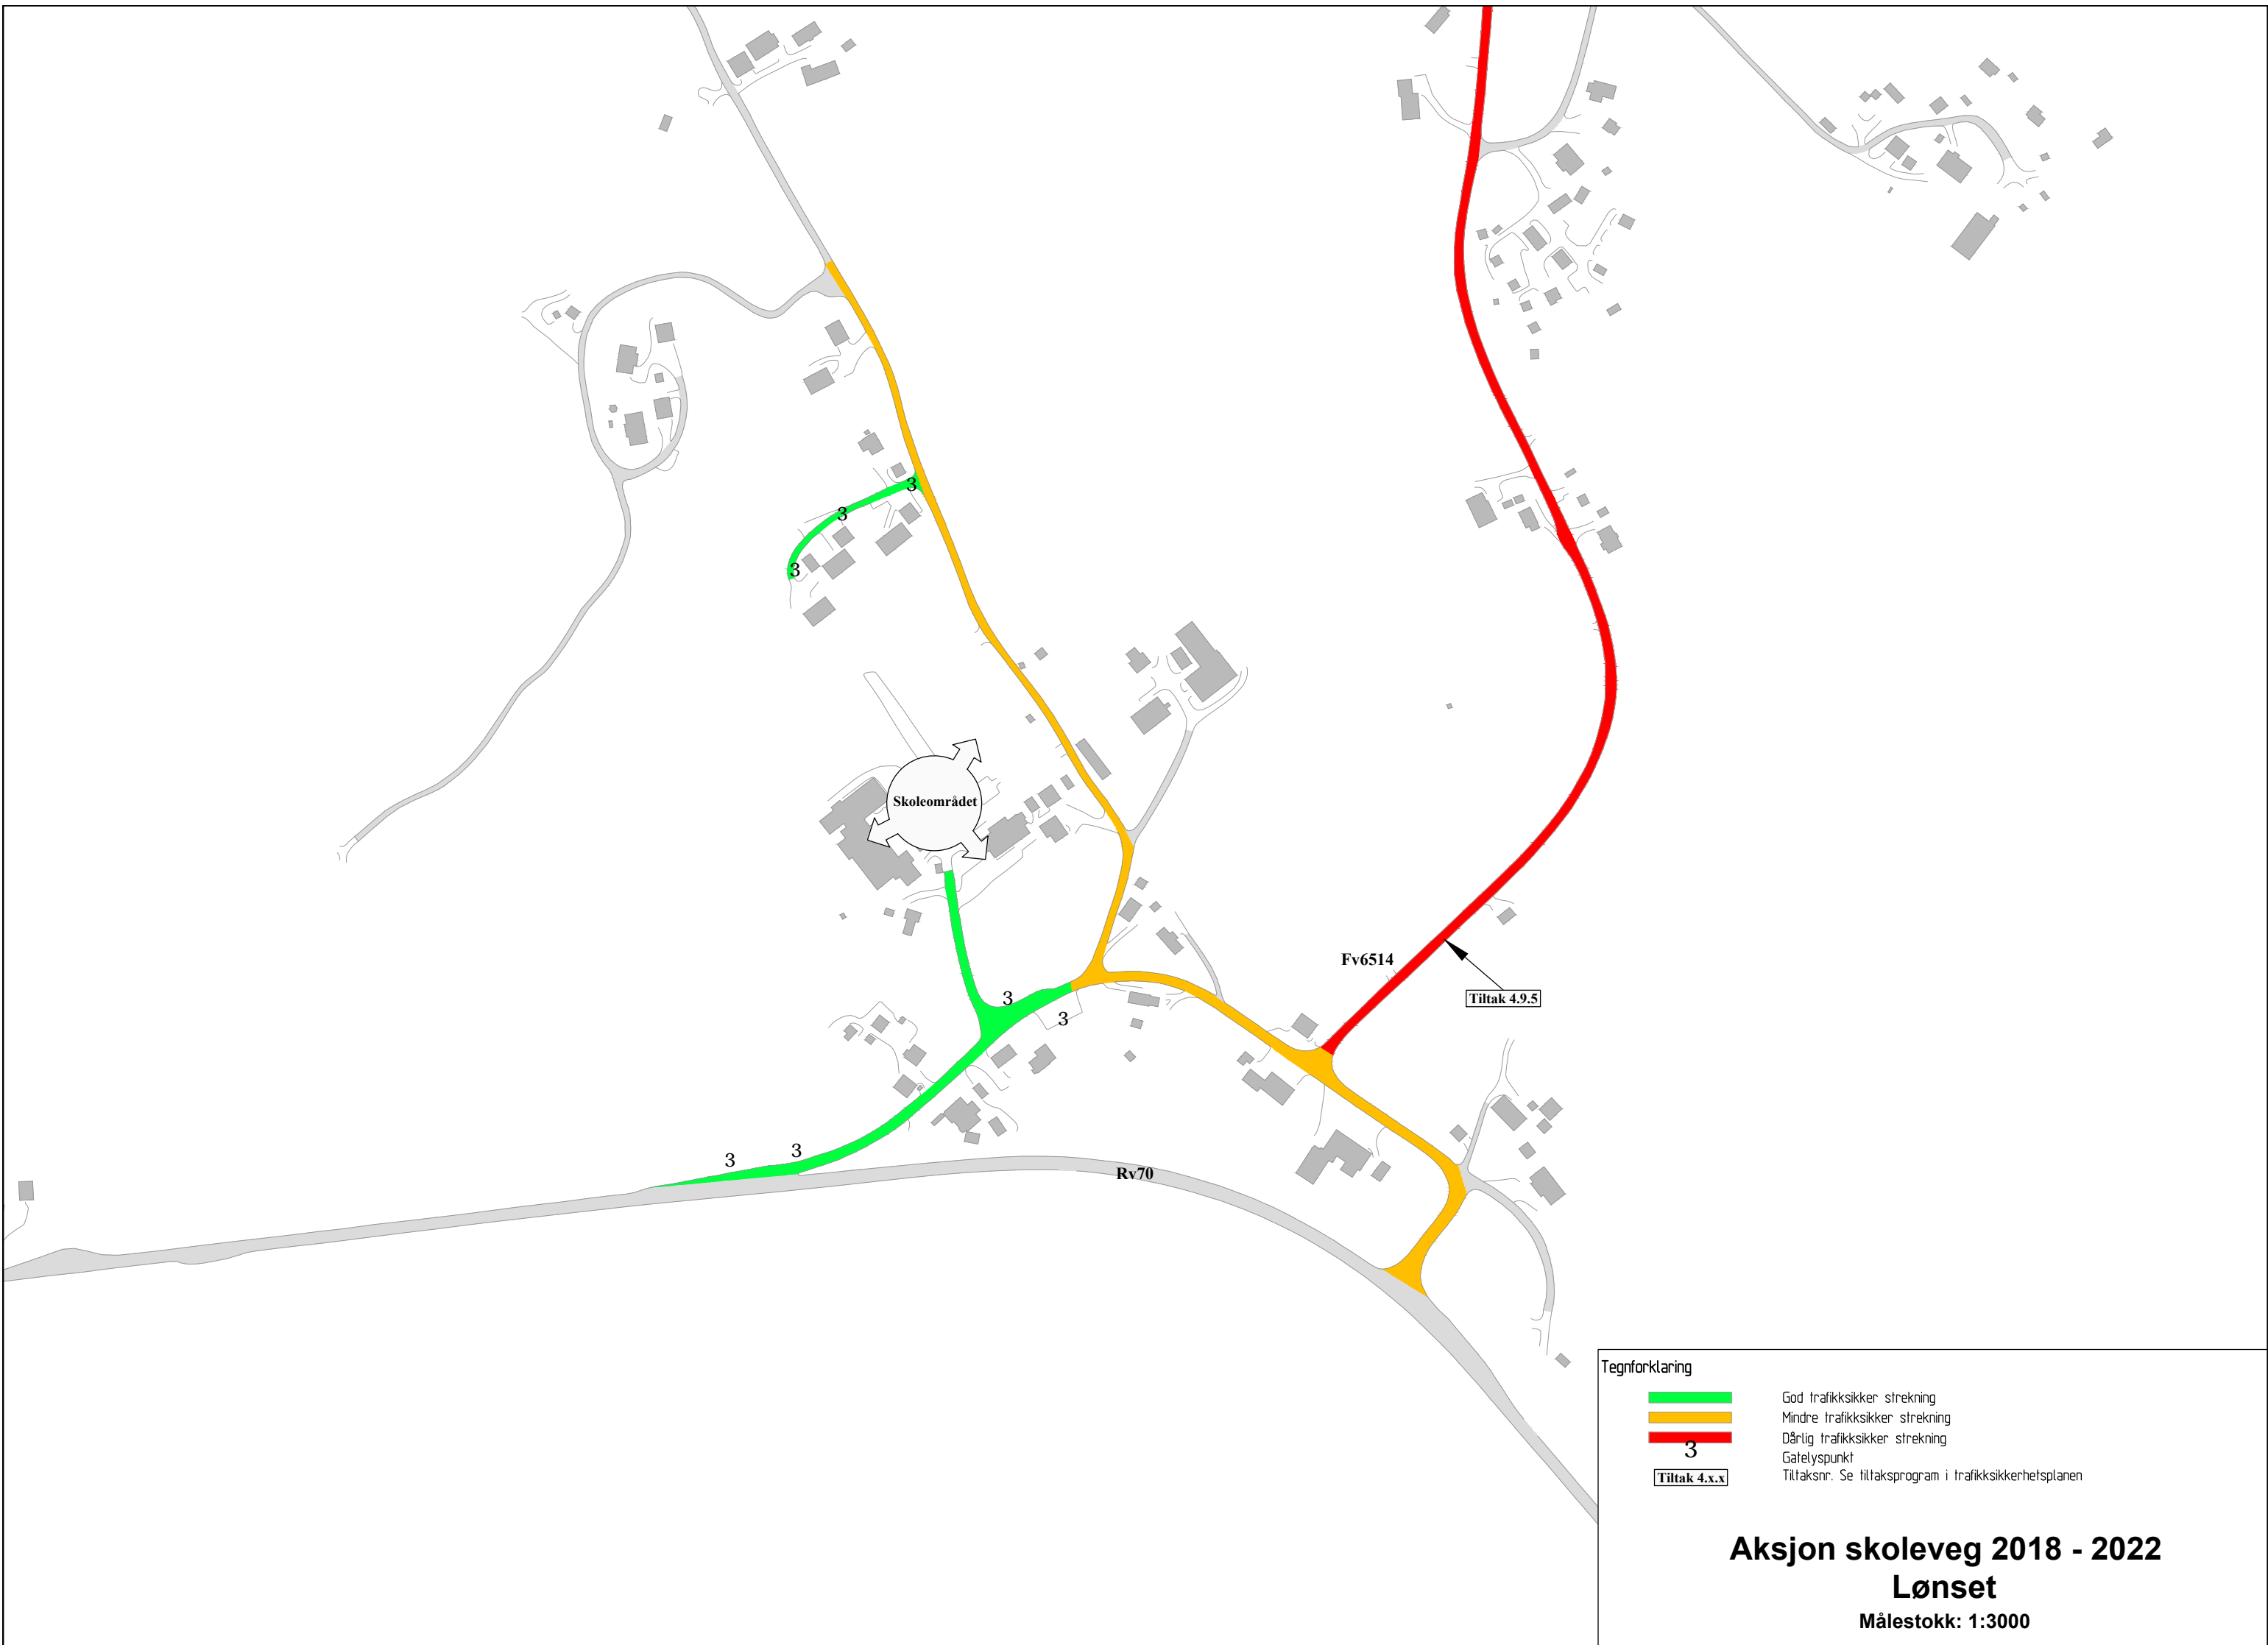 3
3
3
Skoleområdet
Fv6514
Tiltak 4.9.5
3
3
3
3
Rv70
Tegnforklaring
God trafikksikker strekning
Mindre trafikksikker strekning
Dårlig trafikksikker strekning
3
Gatelyspunkt
Tiltak 4.x.x
Tiltaksnr. Se tiltaksprogram i trafikksikkerhetsplanen
Aksjon skoleveg 2018 - 2022
Lønset
Målestokk: 1:3000